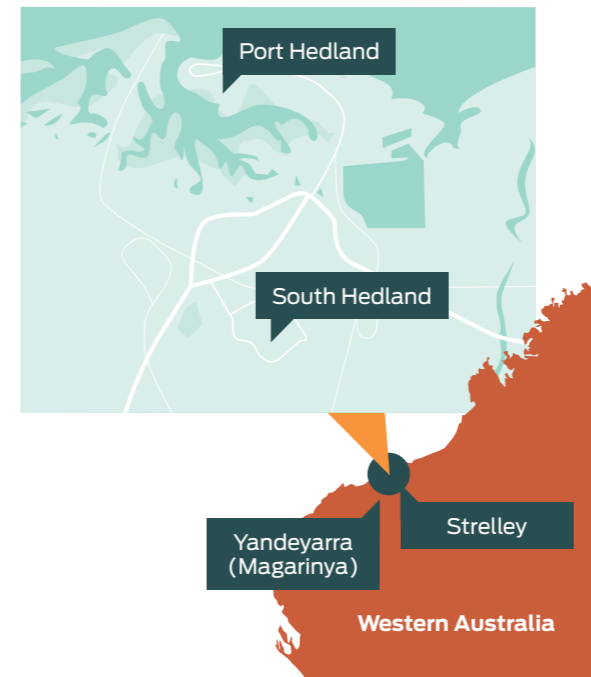 Port Hedland
South Hedland
Strelley
Yandeyarra
(Magarinya)
Western Australia